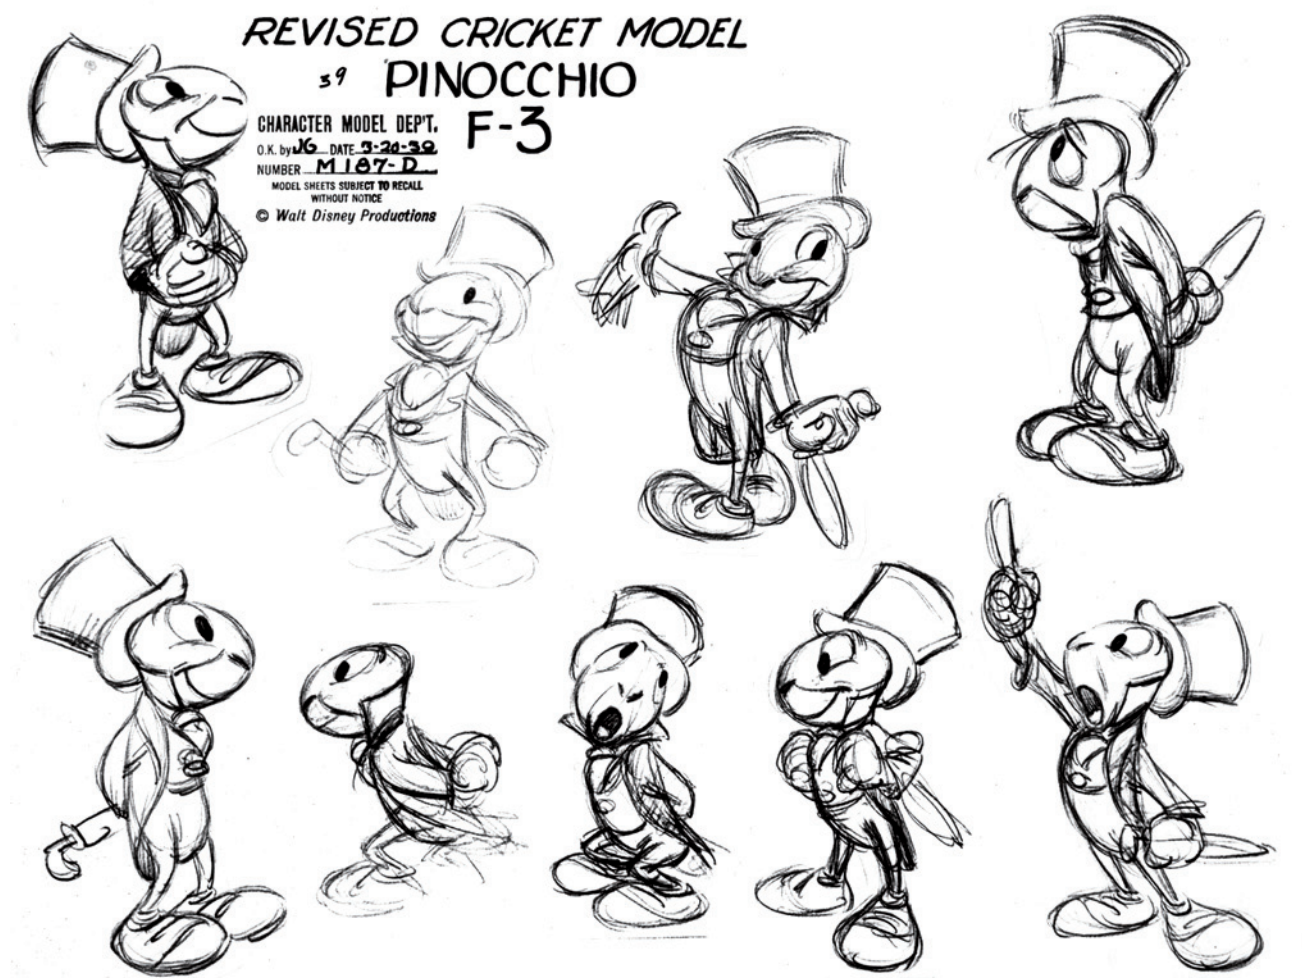 REVISED CRICKET MODEL
39 PINOCCHIO
F-3
CHARACTER MODEL DEP'T.
O.K. by JG DATE 3-20-39
NUMBER M187-D
MODEL SHEETS SUBJECT TO RECALL
WITHOUT NOTICE
© Walt Disney Productions